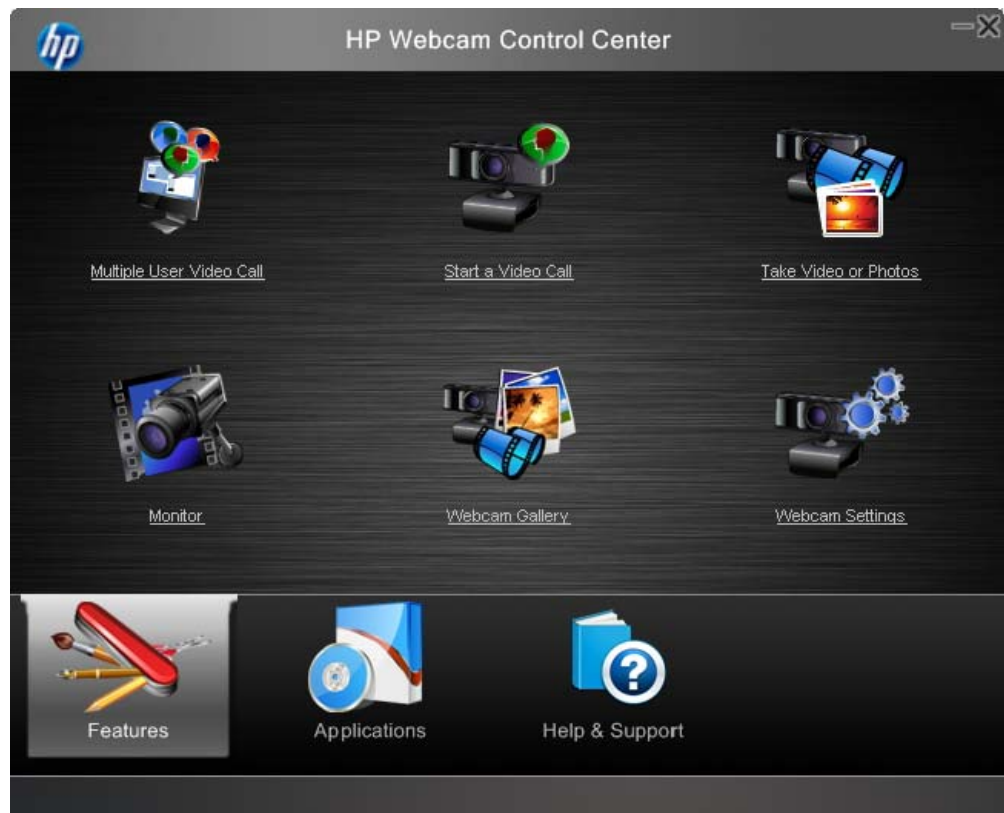 hp
HP Webcam Control Center
Multiple User Video Call
Start a Video Call
Take Video or Photos
Monitor
Webcam Gallery
Webcam Settings
?
Features
Applications
Help & Support